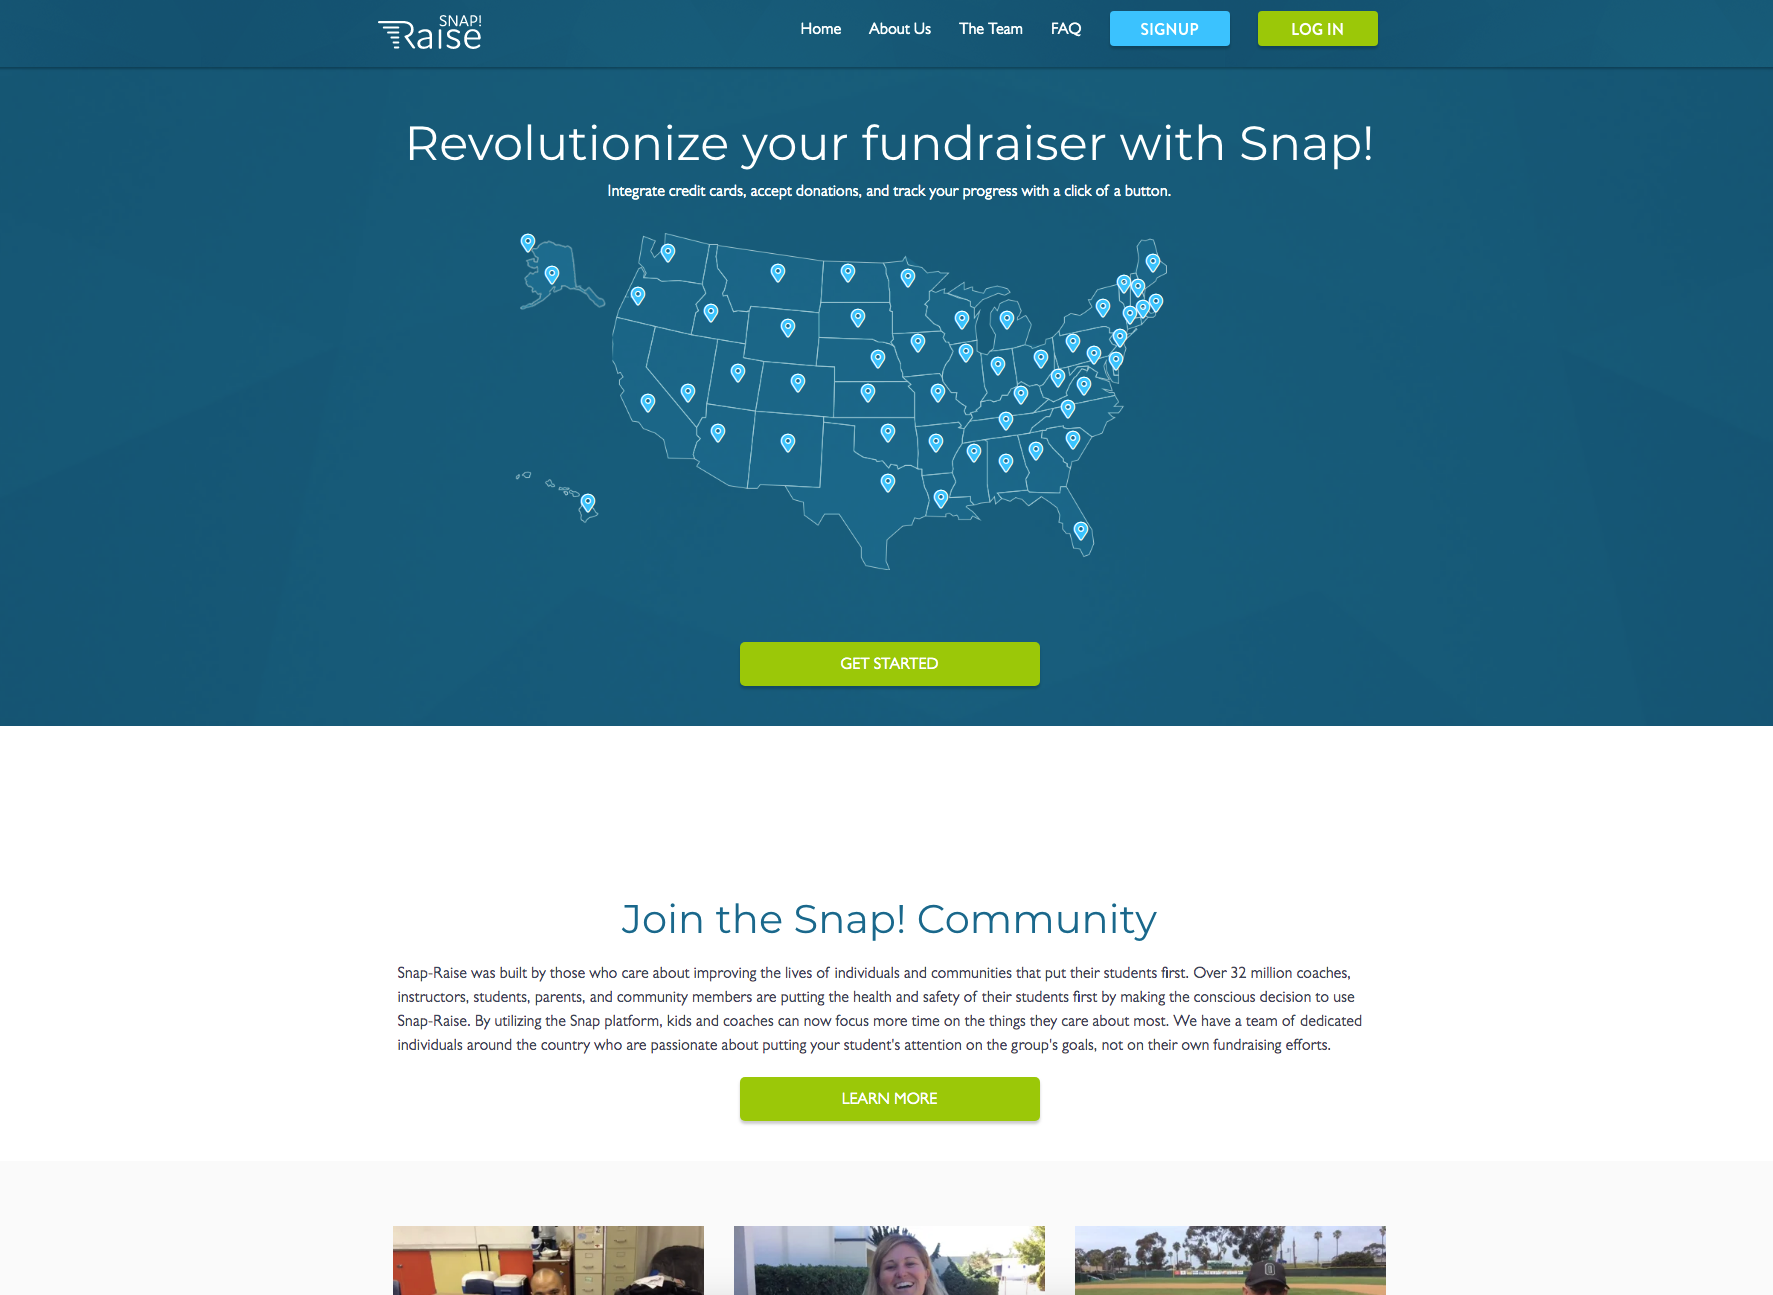 SNAP!
Raise
Home About Us The Team FAQ SIGNUP LOG IN
Revolutionize your fundraiser with Snap!
Integrate credit cards, accept donations, and track your progress with a click of a button.
GET STARTED
Join the Snap! Community
Snap-Raise was built by those who care about improving the lives of individuals and communities that put their students first. Over 32 million coaches,
instructors, students, parents, and community members are putting the health and safety of their students first by making the conscious decision to use
Snap-Raise. By utilizing the Snap platform, kids and coaches can now focus more time on the things they care about most. We have a team of dedicated
individuals around the country who are passionate about putting your student's attention on the group's goals, not on their own fundraising efforts.
LEARN MORE